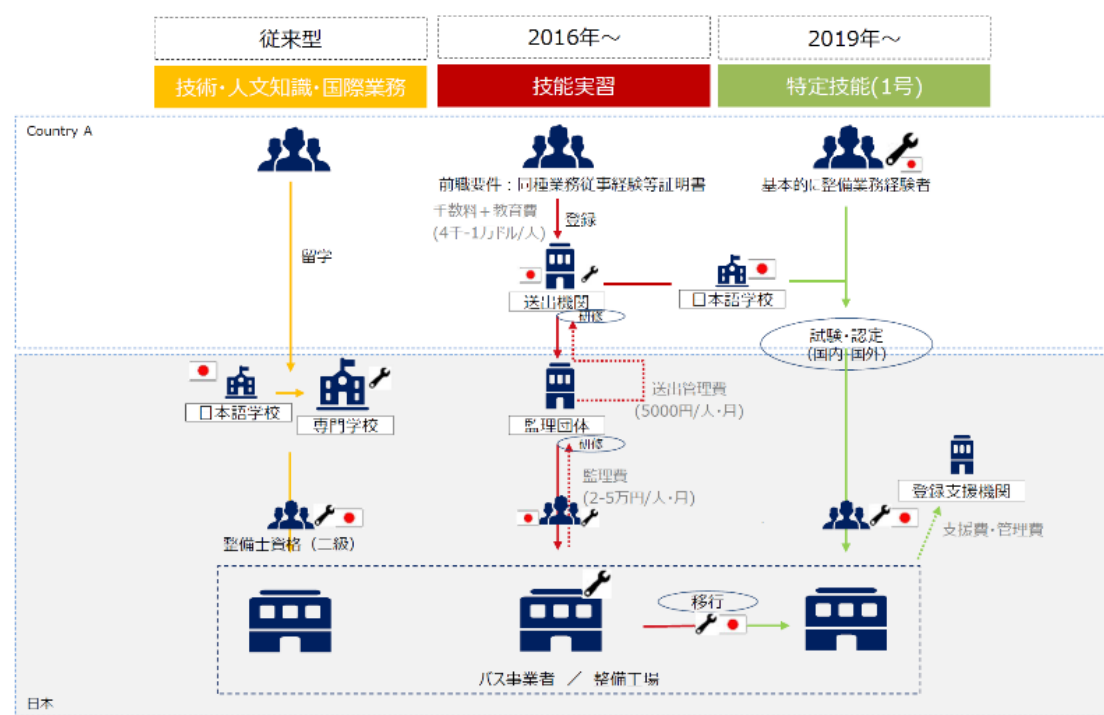 従来型
2016年～
2019年～
技術・人文知識・国際業務
技能実習
特定技能(1号)
Country A
前職要件：同種業務従事経験等証明書
基本的に整備業務経験者
手数料＋教育費
(4千-1万ドル/人)
登録
留学
送出機関
研修
日本語学校
試験・認定
(国内・国外)
日本語学校
専門学校
監理団体
研修
送出管理費
(5000円/人・月)
監理費
(2-5万円/人・月)
登録支援機関
支援費・管理費
整備士資格（二級）
移行
バス事業者 ／ 整備工場
日本